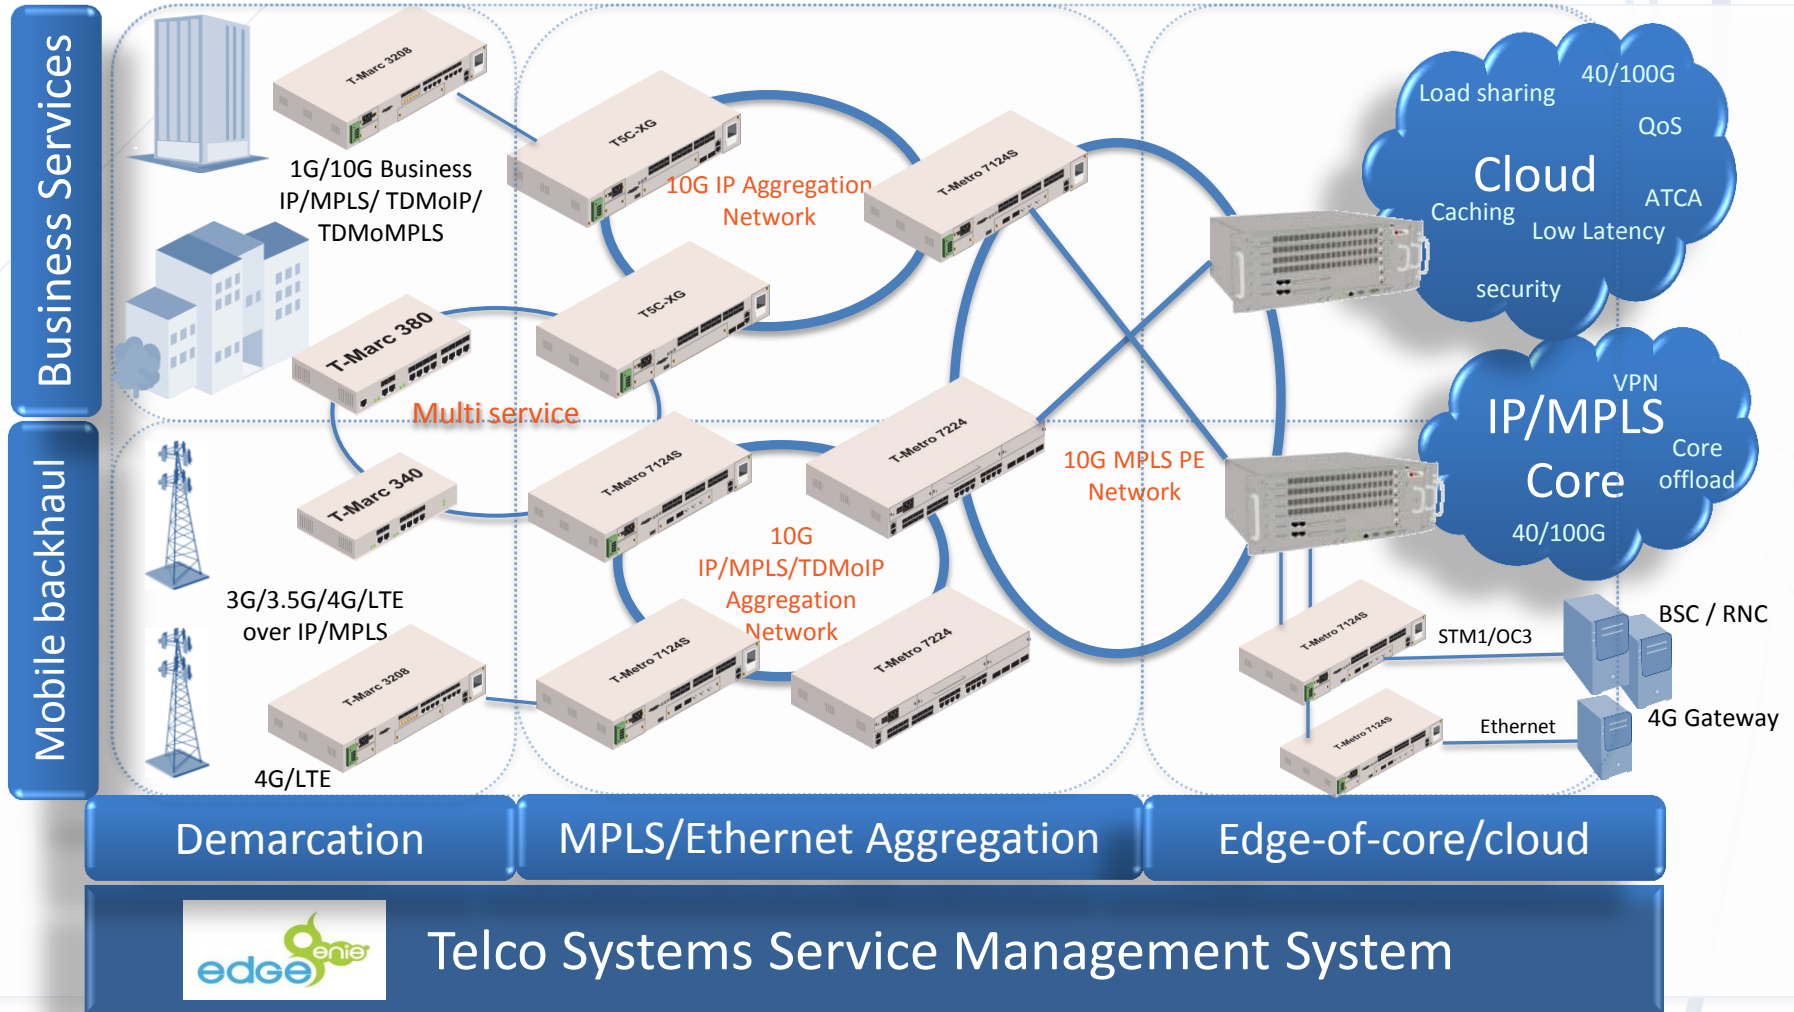 Business Services
Mobile backhaul
T-Marc 3208
1G/10G Business
IP/MPLS/ TDMoIP/
TDMoMPLS
T-Marc 380
Multi service
T-Marc 340
3G/3.5G/4G/LTE
over IP/MPLS
T-Marc 3208
4G/LTE
T5C-XG
10G IP Aggregation
Network
T5C-XG
T-Metro 7124S
T-Metro 7124S
T-Metro 7224
10G
IP/MPLS/TDMoIP
Aggregation
Network
T-Metro 7124S
T-Metro 7224
10G MPLS PE
Network
Load sharing
40/100G
QoS
Cloud
ATCA
Caching
Low Latency
security
VPN
IP/MPLS
Core
Core
offload
40/100G
T-Metro 7124S
STM1/OC3
BSC / RNC
T-Metro 7124S
Ethernet
4G Gateway
Demarcation
MPLS/Ethernet Aggregation
Edge-of-core/cloud
edge genie
Telco Systems Service Management System